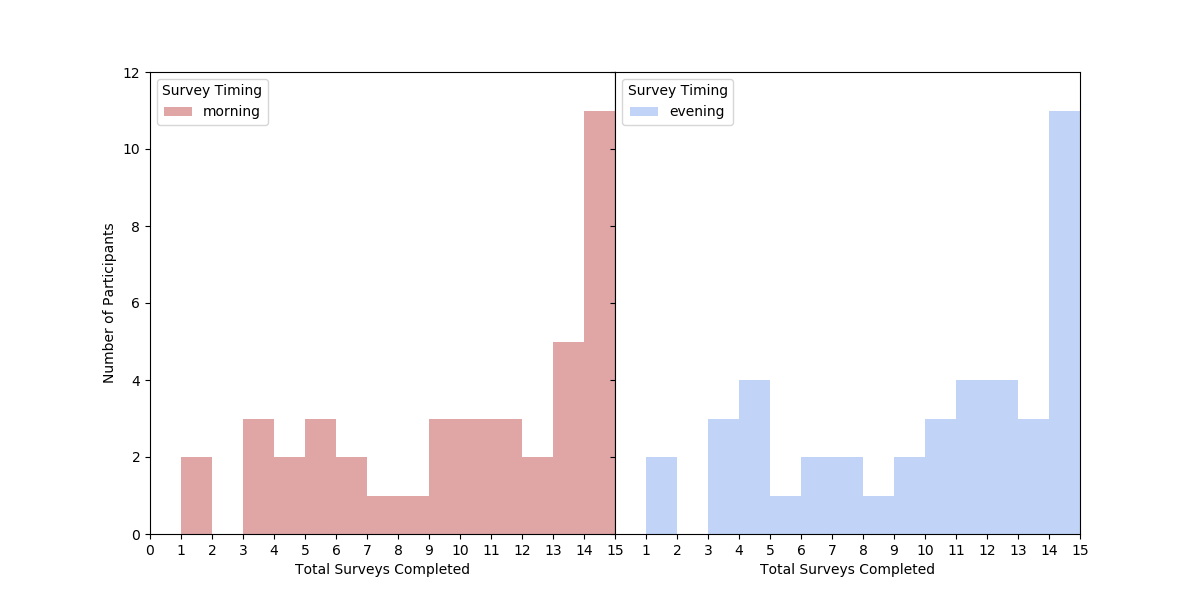 Survey Timing
morning
Survey Timing
evening
Number of Participants
12
10
8
6
4
2
0
0 1 2 3 4 5 6 7 8 9 10 11 12 13 14 15
1 2 3 4 5 6 7 8 9 10 11 12 13 14 15
Total Surveys Completed
Total Surveys Completed